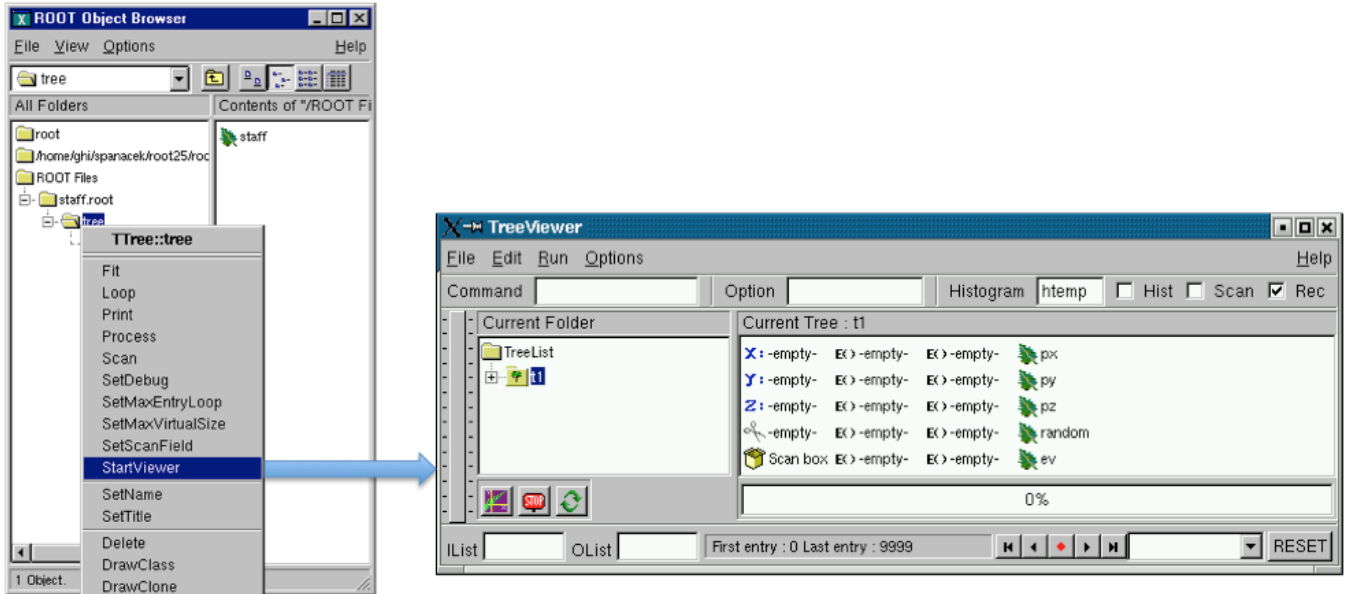 ROOT Object Browser
File View Options Help
tree
All Folders
Contents of "/ROOT Fi
root
/home/ghi/spanacek/root25/roc
ROOT Files
staff.root
tree
staff
TTree::tree
Fit
Loop
Print
Process
Scan
SetDebug
SetMaxEntryLoop
SetMaxVirtualSize
SetScanField
StartViewer
SetName
SetTitle
Delete
DrawClass
DrawClone
1 Object.
TreeViewer
File Edit Run Options Help
Command Option Histogram htemp Hist Scan Rec
Current Folder
TreeList
t1
Current Tree : t1
X: -empty- E() -empty- E() -empty- px
Y: -empty- E() -empty- E() -empty- py
Z: -empty- E() -empty- E() -empty- pz
-empty- E() -empty- E() -empty- random
Scan box E() -empty- E() -empty- ev
STOP
0%
IList OList First entry : 0 Last entry : 9999 RESET